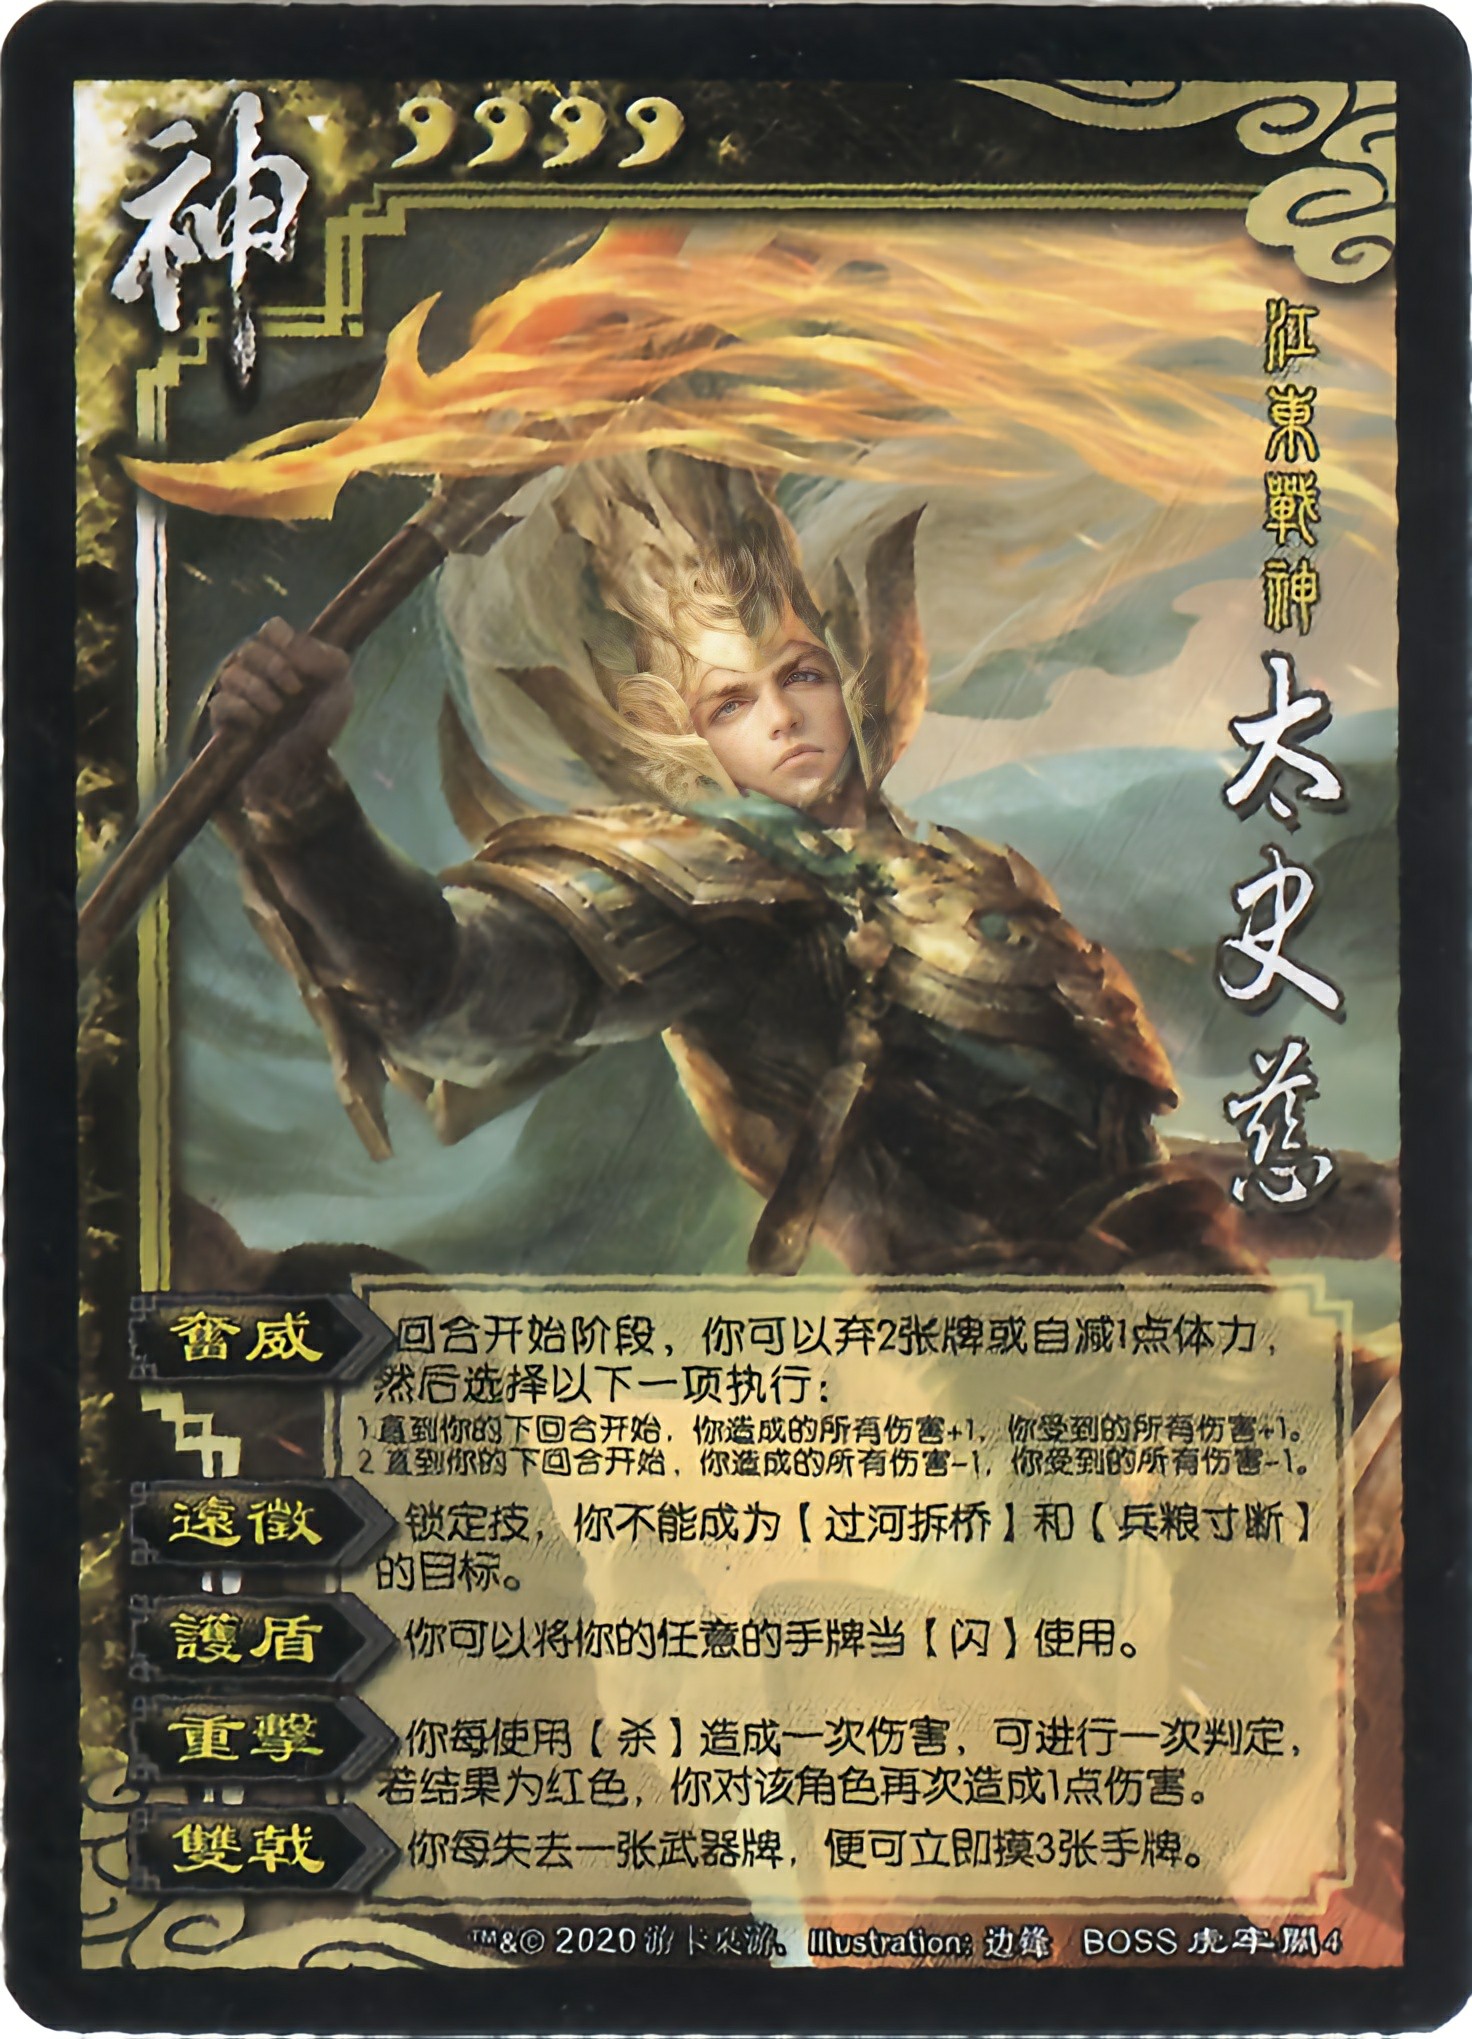 神
江東戰神
太史慈
奮威
回合开始阶段，你可以弃2张牌或自减1点体力，
然后选择以下一项执行：
1.直到你的下回合开始，你造成的所有伤害+1，你受到的所有伤害+1。
2.直到你的下回合开始，你造成的所有伤害-1，你受到的所有伤害-1。
遠徵
锁定技，你不能成为【过河拆桥】和【兵粮寸断】
的目标。
護盾
你可以将你的任意的手牌当【闪】使用。
重擊
你每使用【杀】造成一次伤害，可进行一次判定，
若结果为红色，你对该角色再次造成1点伤害。
雙戟
你每失去一张武器牌，便可立即摸3张手牌。
™&© 2020 游卡桌游. Illustration: 边锋 BOSS 虎牢關4